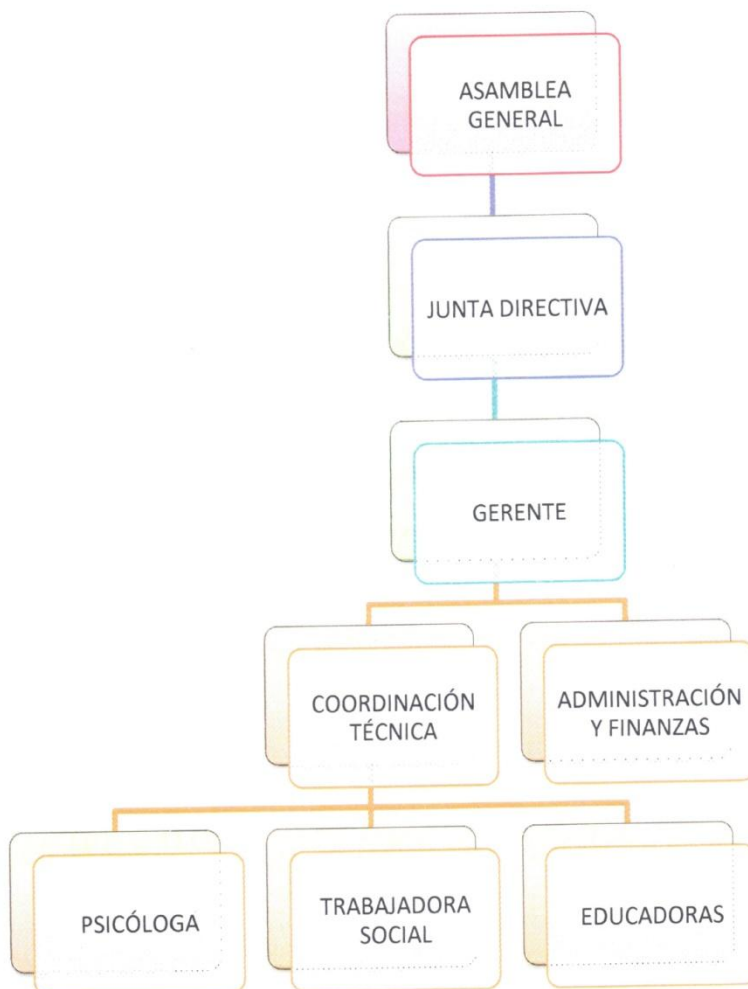 ASAMBLEA
GENERAL
JUNTA DIRECTIVA
GERENTE
COORDINACIÓN
TÉCNICA
ADMINISTRACIÓN
Y FINANZAS
PSICÓLOGA
TRABAJADORA
SOCIAL
EDUCADORAS